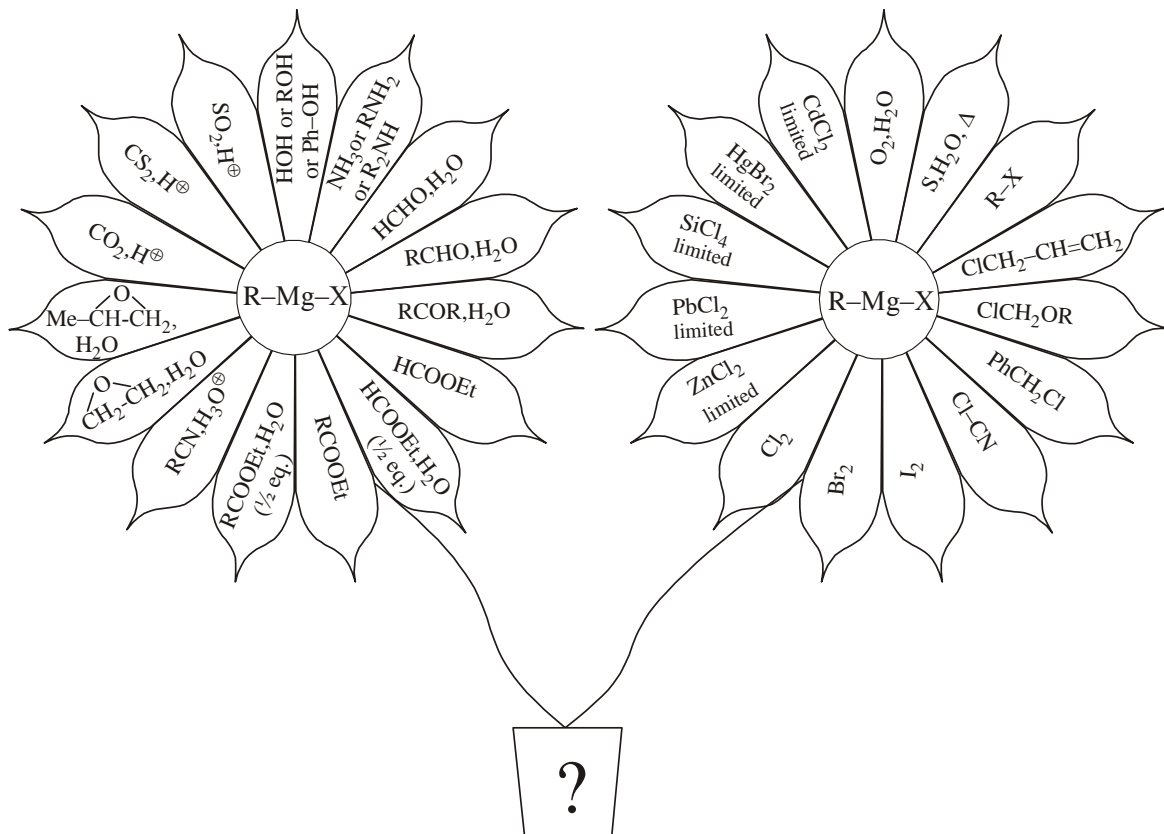 HOH or ROH
or Ph–OH
NH₃ or RNH₂
or R₂NH
HCHO,H₂O
RCHO,H₂O
RCOR,H₂O
HCOOEt
HCOOEt,H₂O
(½ eq.)
RCOOEt
RCOOEt,H₂O
(½ eq.)
RCN,H₃O⊕
O
CH₂-CH₂,H₂O
O
Me–CH-CH₂,
H₂O
CO₂,H⊕
CS₂,H⊕
SO₂,H⊕
R–Mg–X
O₂,H₂O
S,H₂O, Δ
R–X
ClCH₂–CH=CH₂
ClCH₂OR
PhCH₂Cl
Cl–CN
I₂
Br₂
Cl₂
ZnCl₂
limited
PbCl₂
limited
SiCl₄
limited
HgBr₂
limited
CdCl₂
limited
R–Mg–X
?